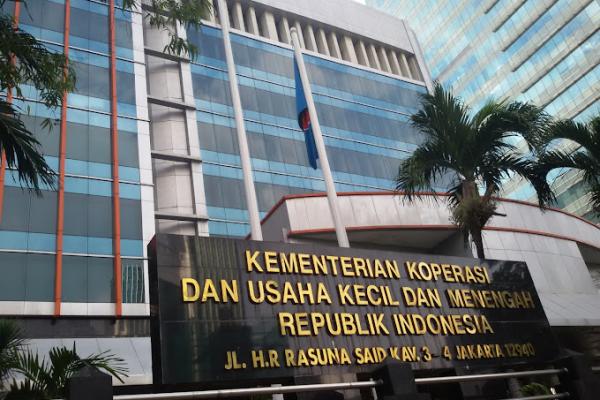 KEMENTERIAN KOPERASI
DAN USAHA KECIL DAN MENENGAH
REPUBLIK INDONESIA
JL. H.R RASUNA SAID KAV. 3-4 JAKARTA 12940